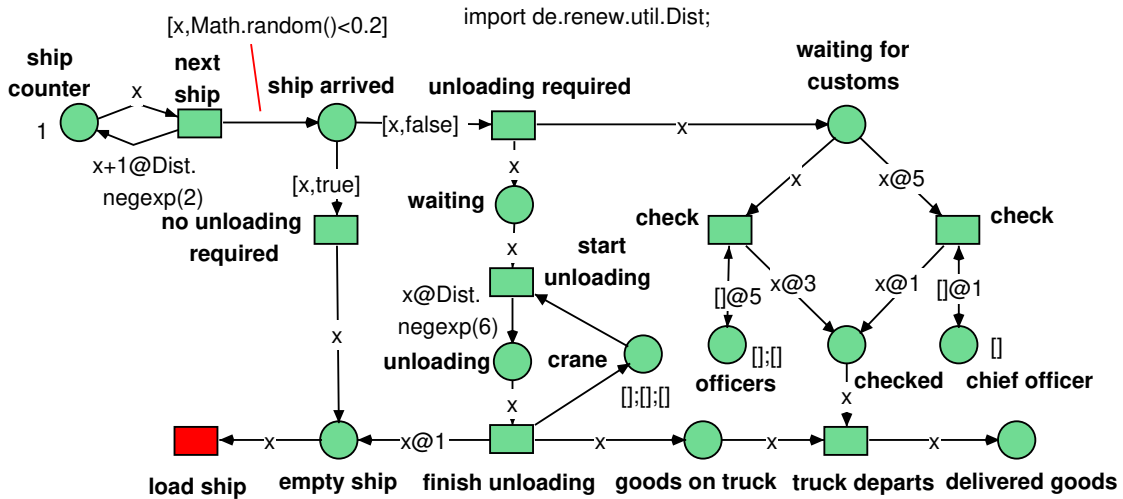 import de.renew.util.Dist;
[x,Math.random()<0.2]
ship
counter
next
ship
ship arrived
unloading required
waiting for
customs
x
1
[x,false]
x
x+1@Dist.
negexp(2)
[x,true]
x
x
x@5
no unloading
required
waiting
check
check
x
start
unloading
x@Dist.
negexp(6)
[]@5
x@3
x@1
[]@1
x
unloading
crane
[];[]
[]
officers
checked
chief officer
x
[];[];[]
x
x
x@1
x
x
x
load ship
empty ship
finish unloading
goods on truck
truck departs
delivered goods